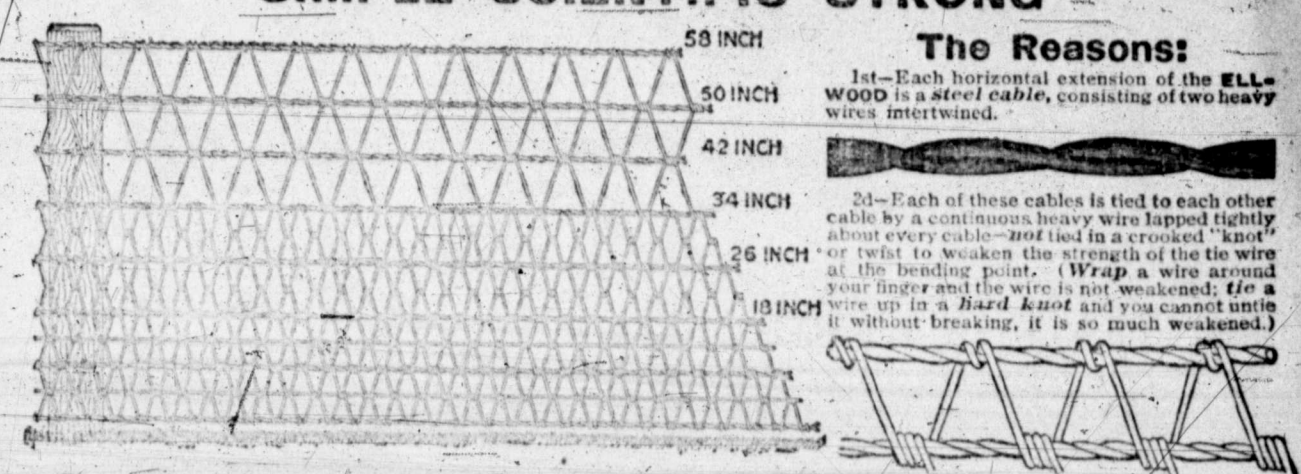 SIMPLE SCIENTIFIC STRONG
58 INCH
50 INCH
42 INCH
34 INCH
26 INCH
18 INCH
The Reasons:
1st—Each horizontal extension of the ELL-
WOOD is a steel cable, consisting of two heavy
wires intertwined.
2d—Each of these cables is tied to each other
cable by a continuous heavy wire lapped tightly
about every cable—not tied in a crooked "knot"
or twist to weaken the strength of the tie wire
at the bending point. (Wrap a wire around
your finger and the wire is not weakened; tie a
wire up in a hard knot and you cannot untie
it without breaking, it is so much weakened.)